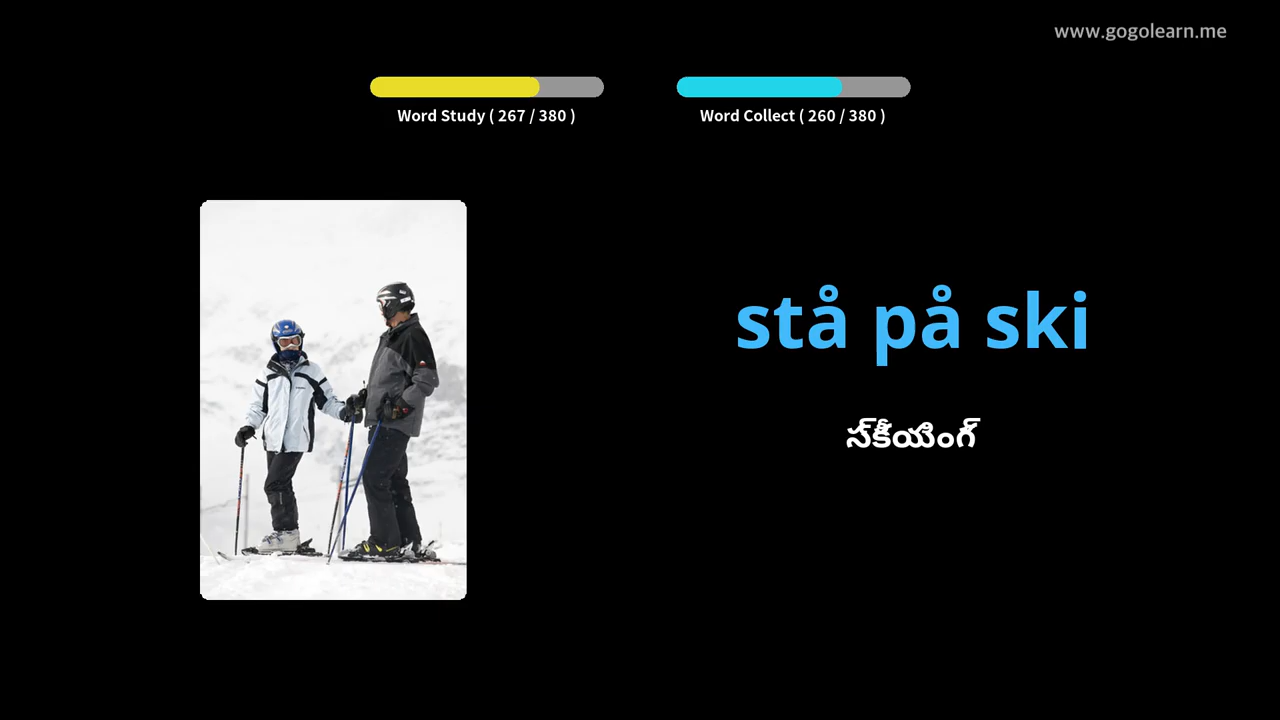 www.gogolearn.me
Word Study ( 267 / 380 )
Word Collect ( 260 / 380 )
stå på ski
స్‌కీయింగ్